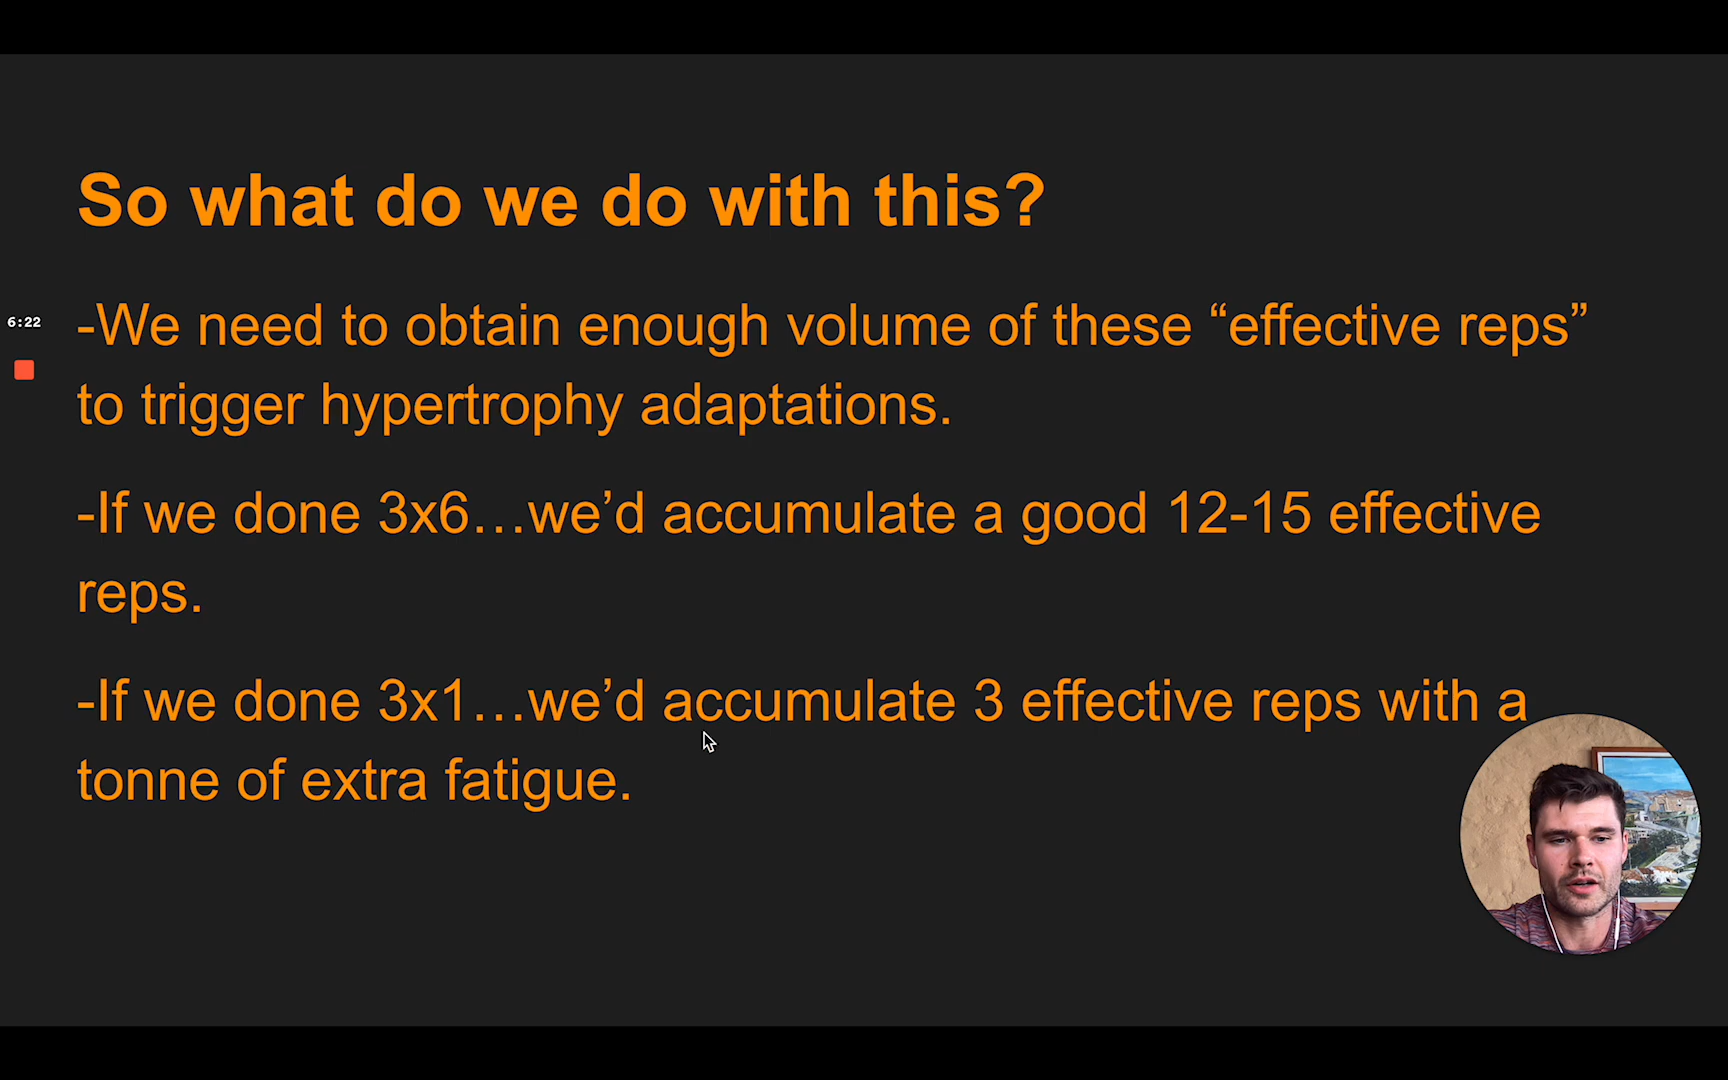 So what do we do with this?
6:22
-We need to obtain enough volume of these “effective reps”
to trigger hypertrophy adaptations.
-If we done 3x6…we’d accumulate a good 12-15 effective
reps.
-If we done 3x1…we’d accumulate 3 effective reps with a
tonne of extra fatigue.